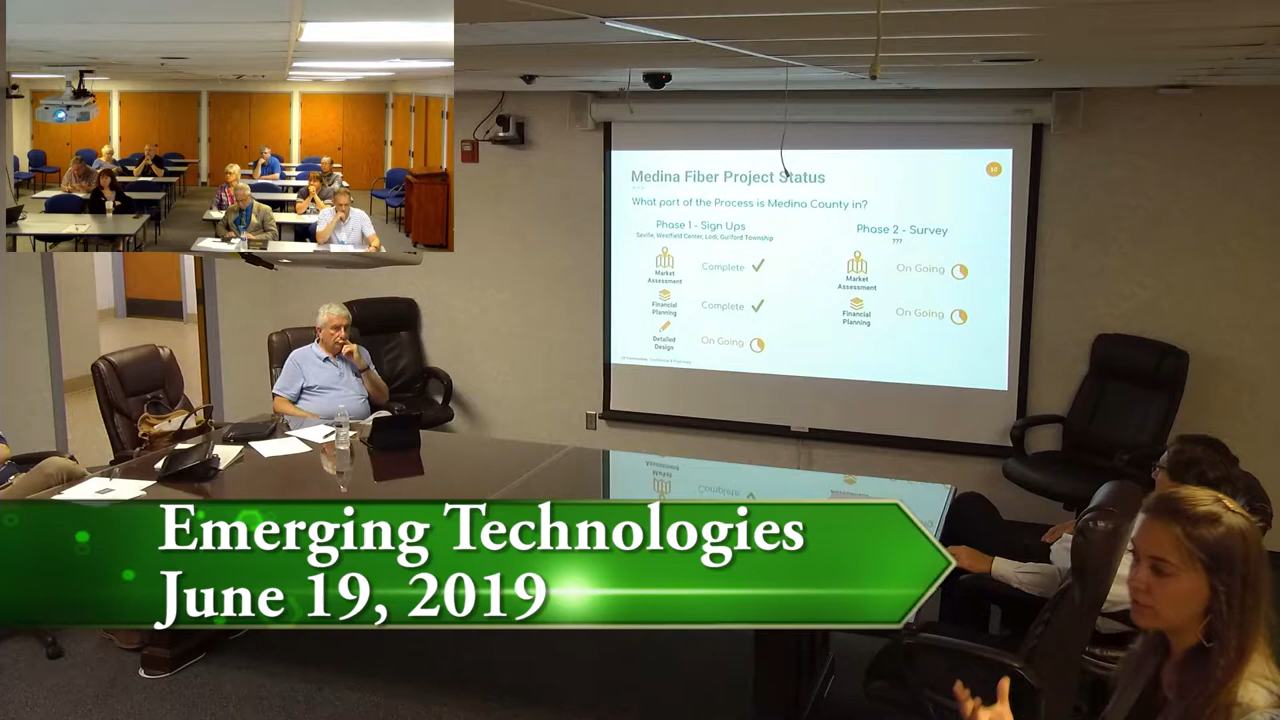 Medina Fiber Project Status
10
What part of the Process is Medina County in?
Phase 1 - Sign Ups
Seville, Westfield Center, Lodi, Guilford Township
Market
Assessment
Complete
Financial
Planning
Complete
Detailed
Design
On Going
Phase 2 - Survey
???
Market
Assessment
On Going
Financial
Planning
On Going
Emerging Technologies
June 19, 2019